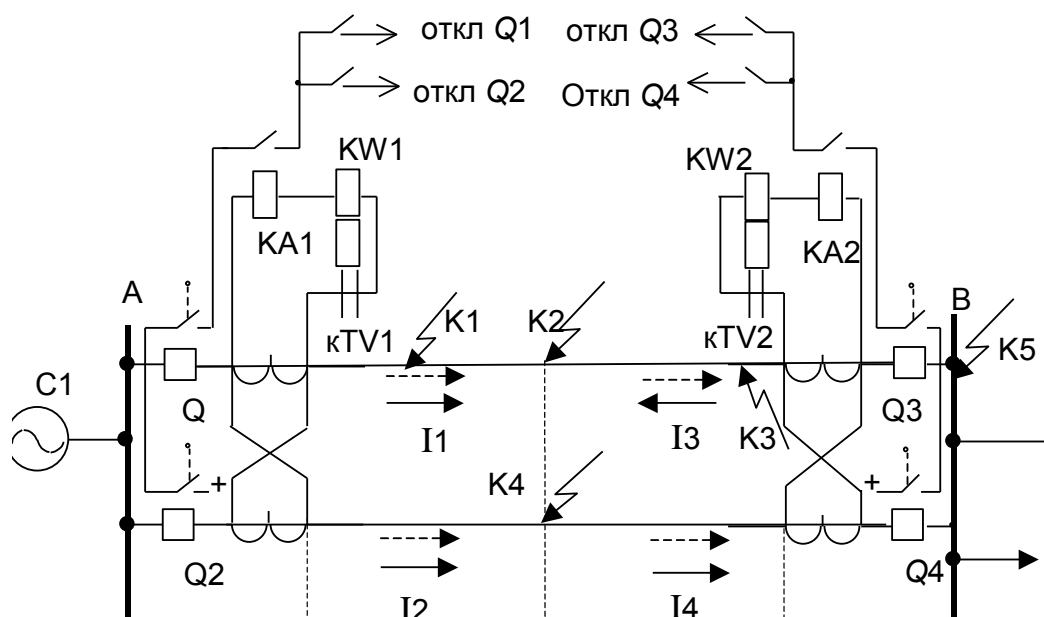 откл Q1 откл Q3
откл Q2 Откл Q4
KW1 KW2
KA1 KA2
A B
кTV1 K1 K2 кTV2 K5
C1 Q I1 I3 K3 Q3
+ K4 +
Q2 I2 I4 Q4